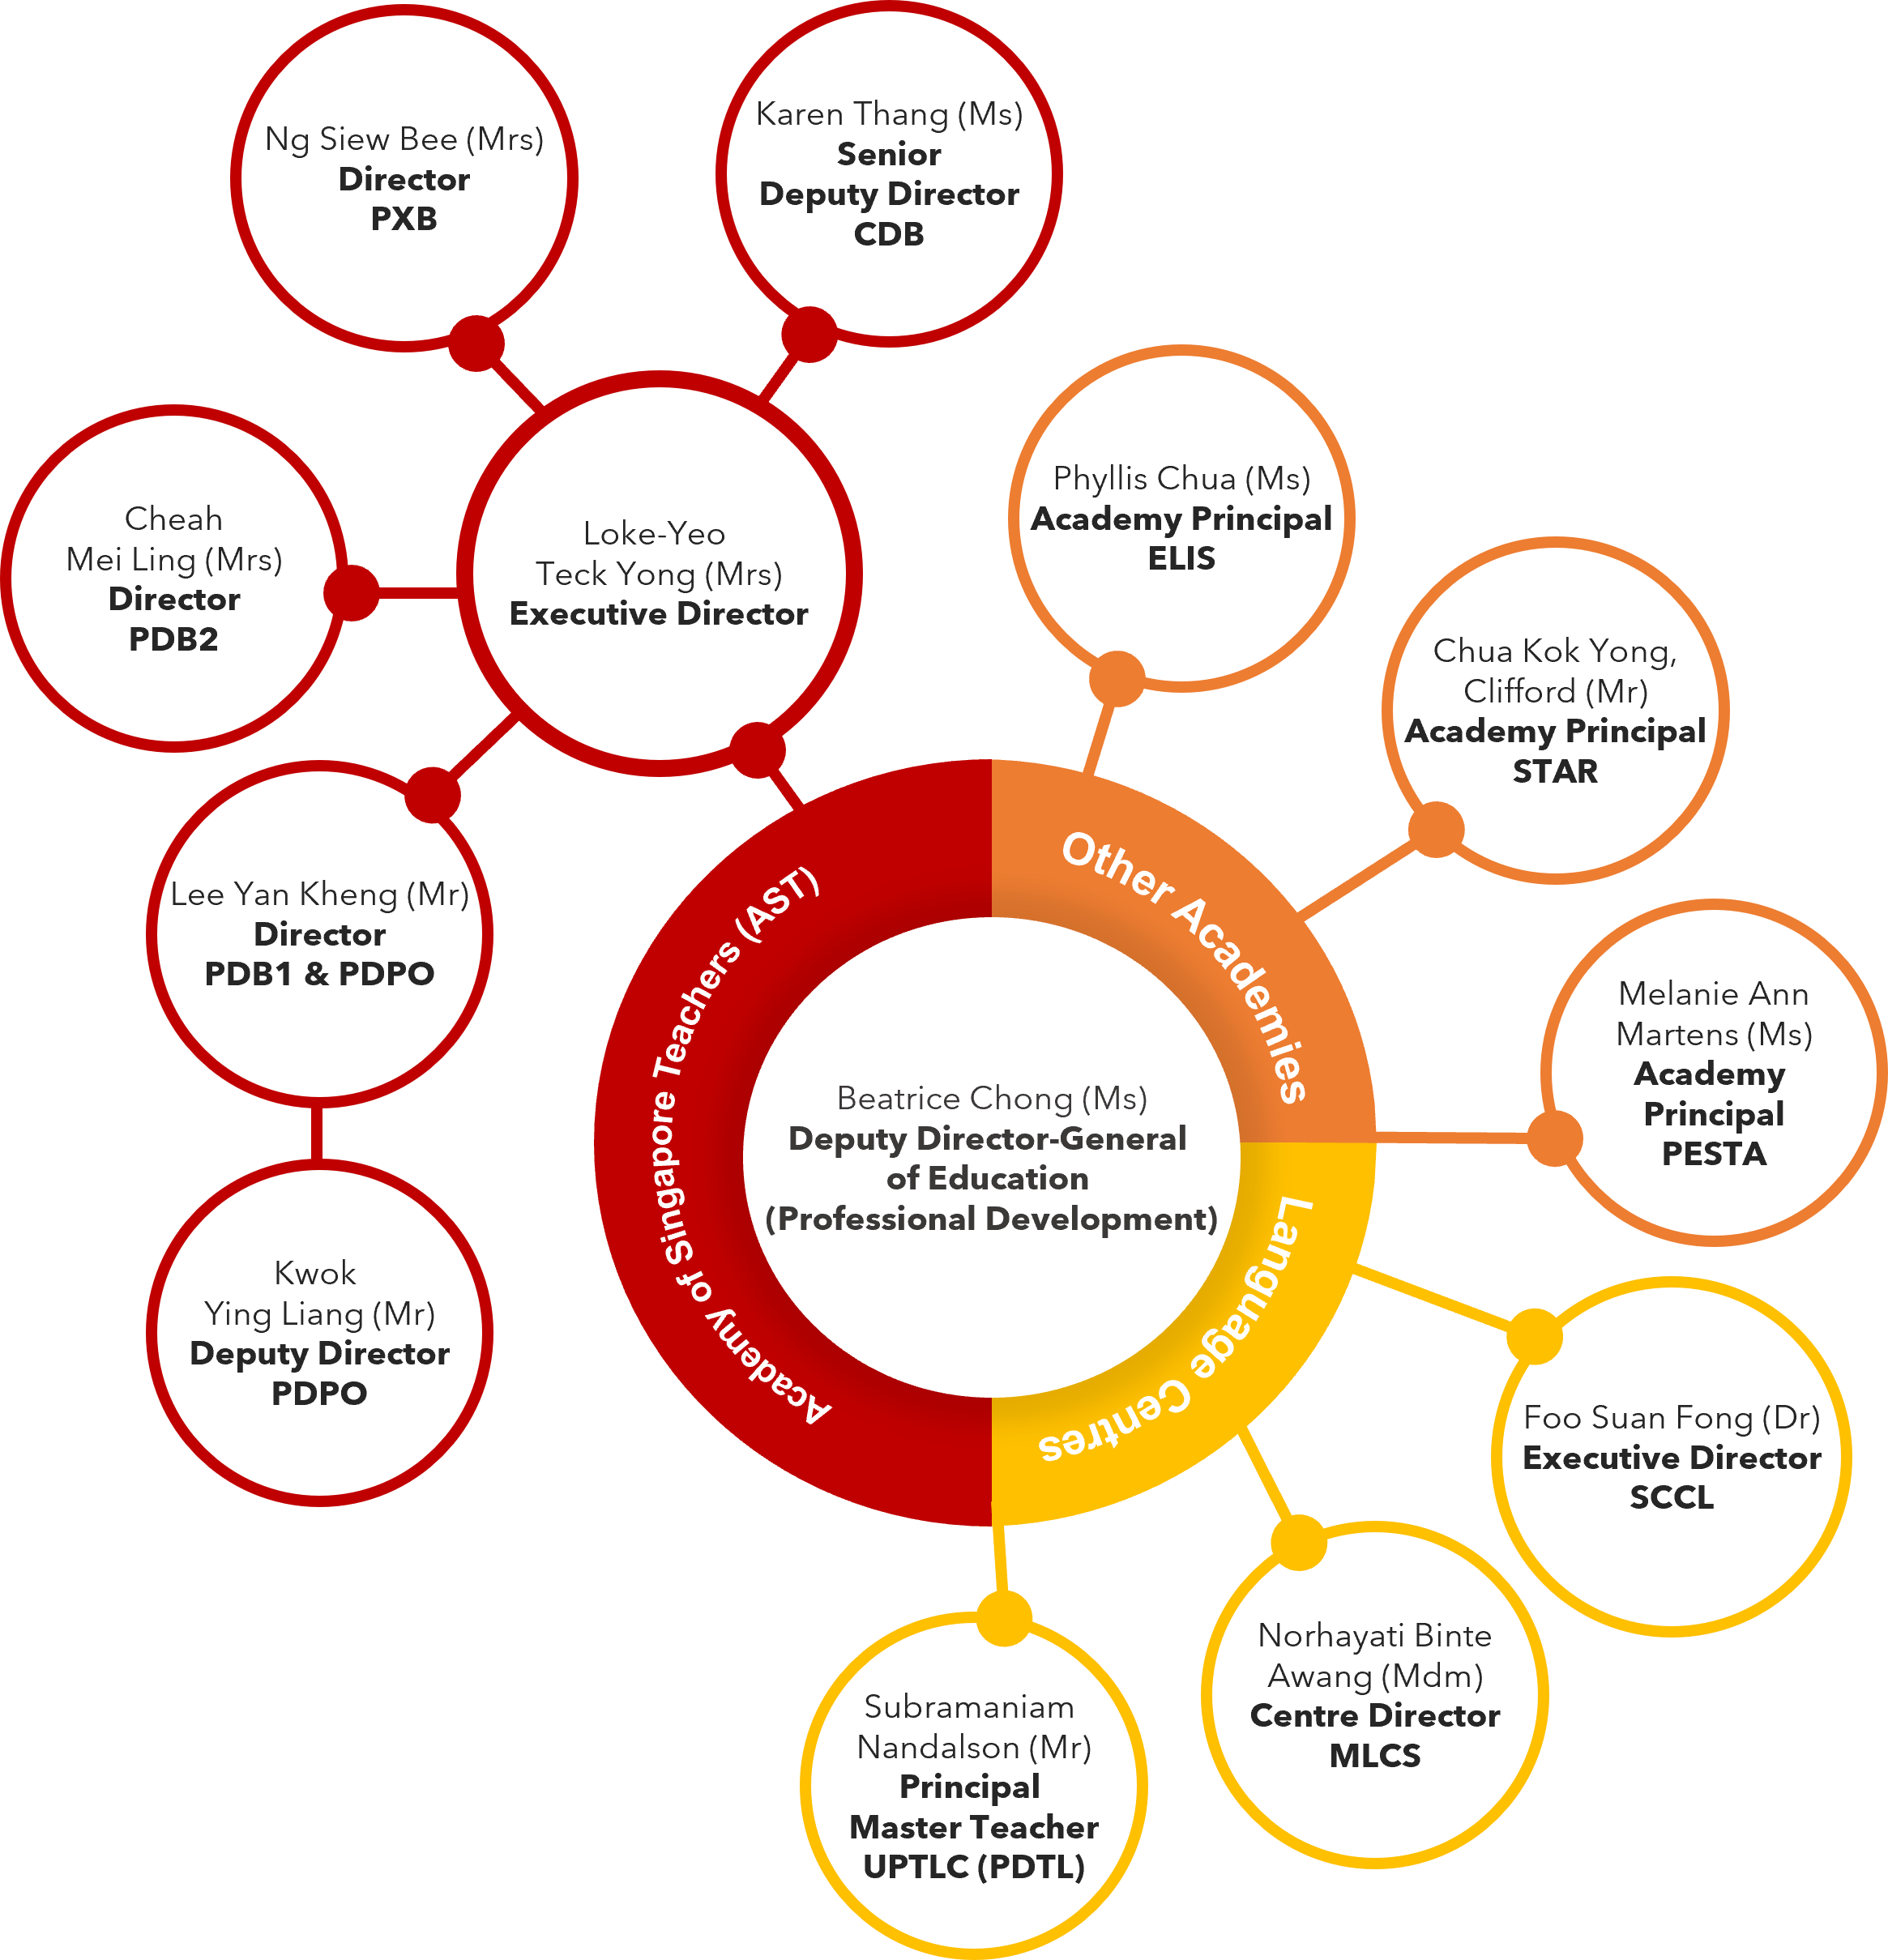 Ng Siew Bee (Mrs)
Director
PXB
Karen Thang (Ms)
Senior
Deputy Director
CDB
Cheah
Mei Ling (Mrs)
Director
PDB2
Loke-Yeo
Teck Yong (Mrs)
Executive Director
Phyllis Chua (Ms)
Academy Principal
ELIS
Chua Kok Yong,
Clifford (Mr)
Academy Principal
STAR
Lee Yan Kheng (Mr)
Director
PDB1 & PDPO
Melanie Ann
Martens (Ms)
Academy
Principal
PESTA
Academy of Singapore Teachers (AST)
Other Academies
Language Centres
Beatrice Chong (Ms)
Deputy Director-General
of Education
(Professional Development)
Kwok
Ying Liang (Mr)
Deputy Director
PDPO
Foo Suan Fong (Dr)
Executive Director
SCCL
Norhayati Binte
Awang (Mdm)
Centre Director
MLCS
Subramaniam
Nandalson (Mr)
Principal
Master Teacher
UPTLC (PDTL)